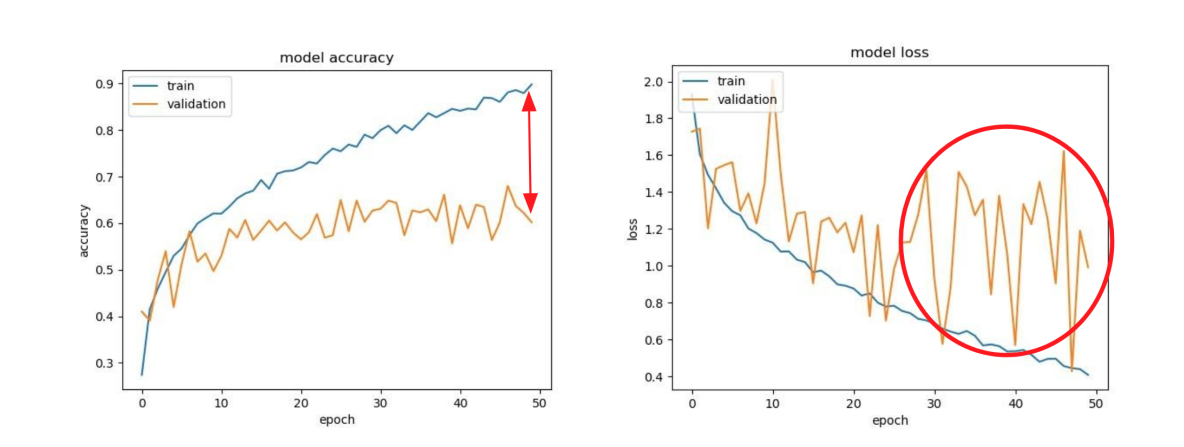 model accuracy
train
validation
0.9
0.8
0.7
0.6
0.5
0.4
0.3
accuracy
0 10 20 30 40 50
epoch
model loss
train
validation
2.0
1.8
1.6
1.4
1.2
1.0
0.8
0.6
0.4
loss
0 10 20 30 40 50
epoch